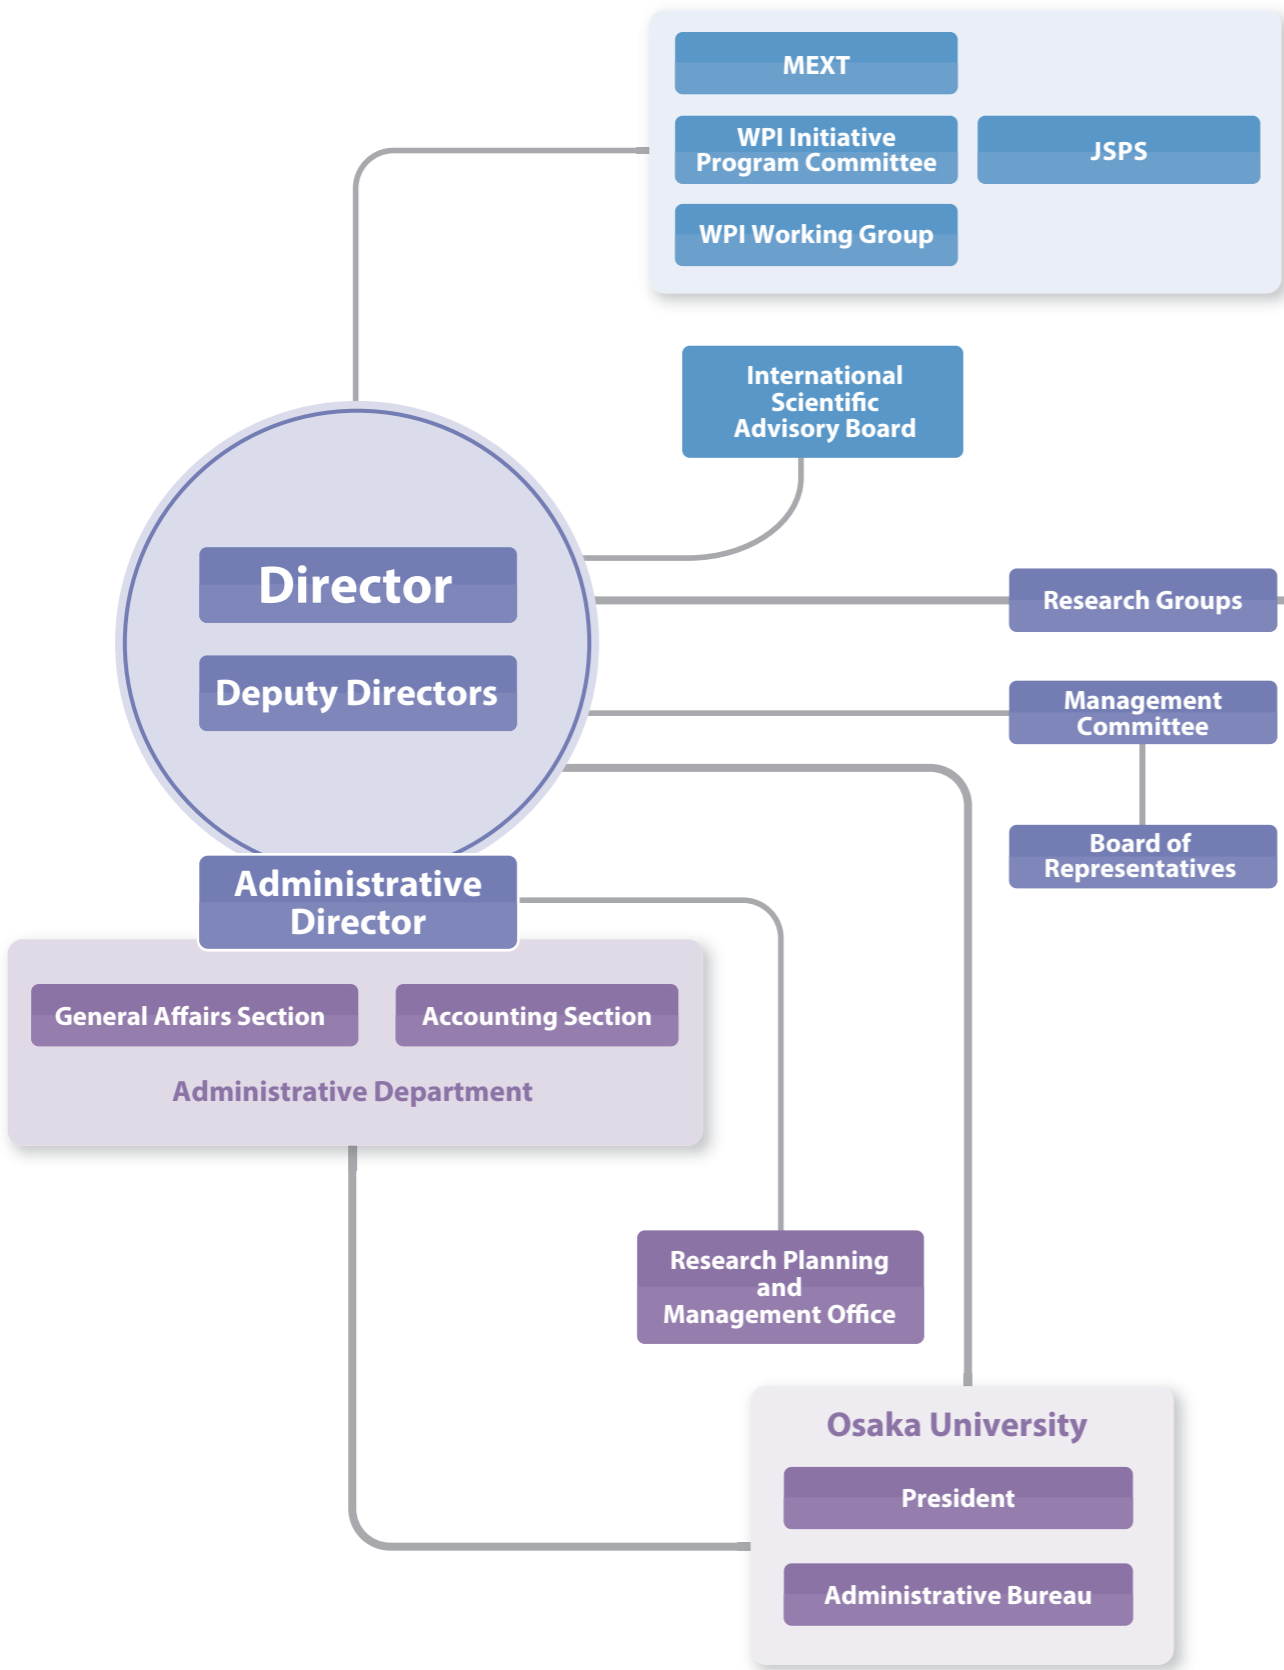 MEXT
WPI Initiative
Program Committee
JSPS
WPI Working Group
International
Scientific
Advisory Board
Director
Deputy Directors
Research Groups
Management
Committee
Board of
Representatives
Administrative
Director
General Affairs Section
Accounting Section
Administrative Department
Research Planning
and
Management Office
Osaka University
President
Administrative Bureau